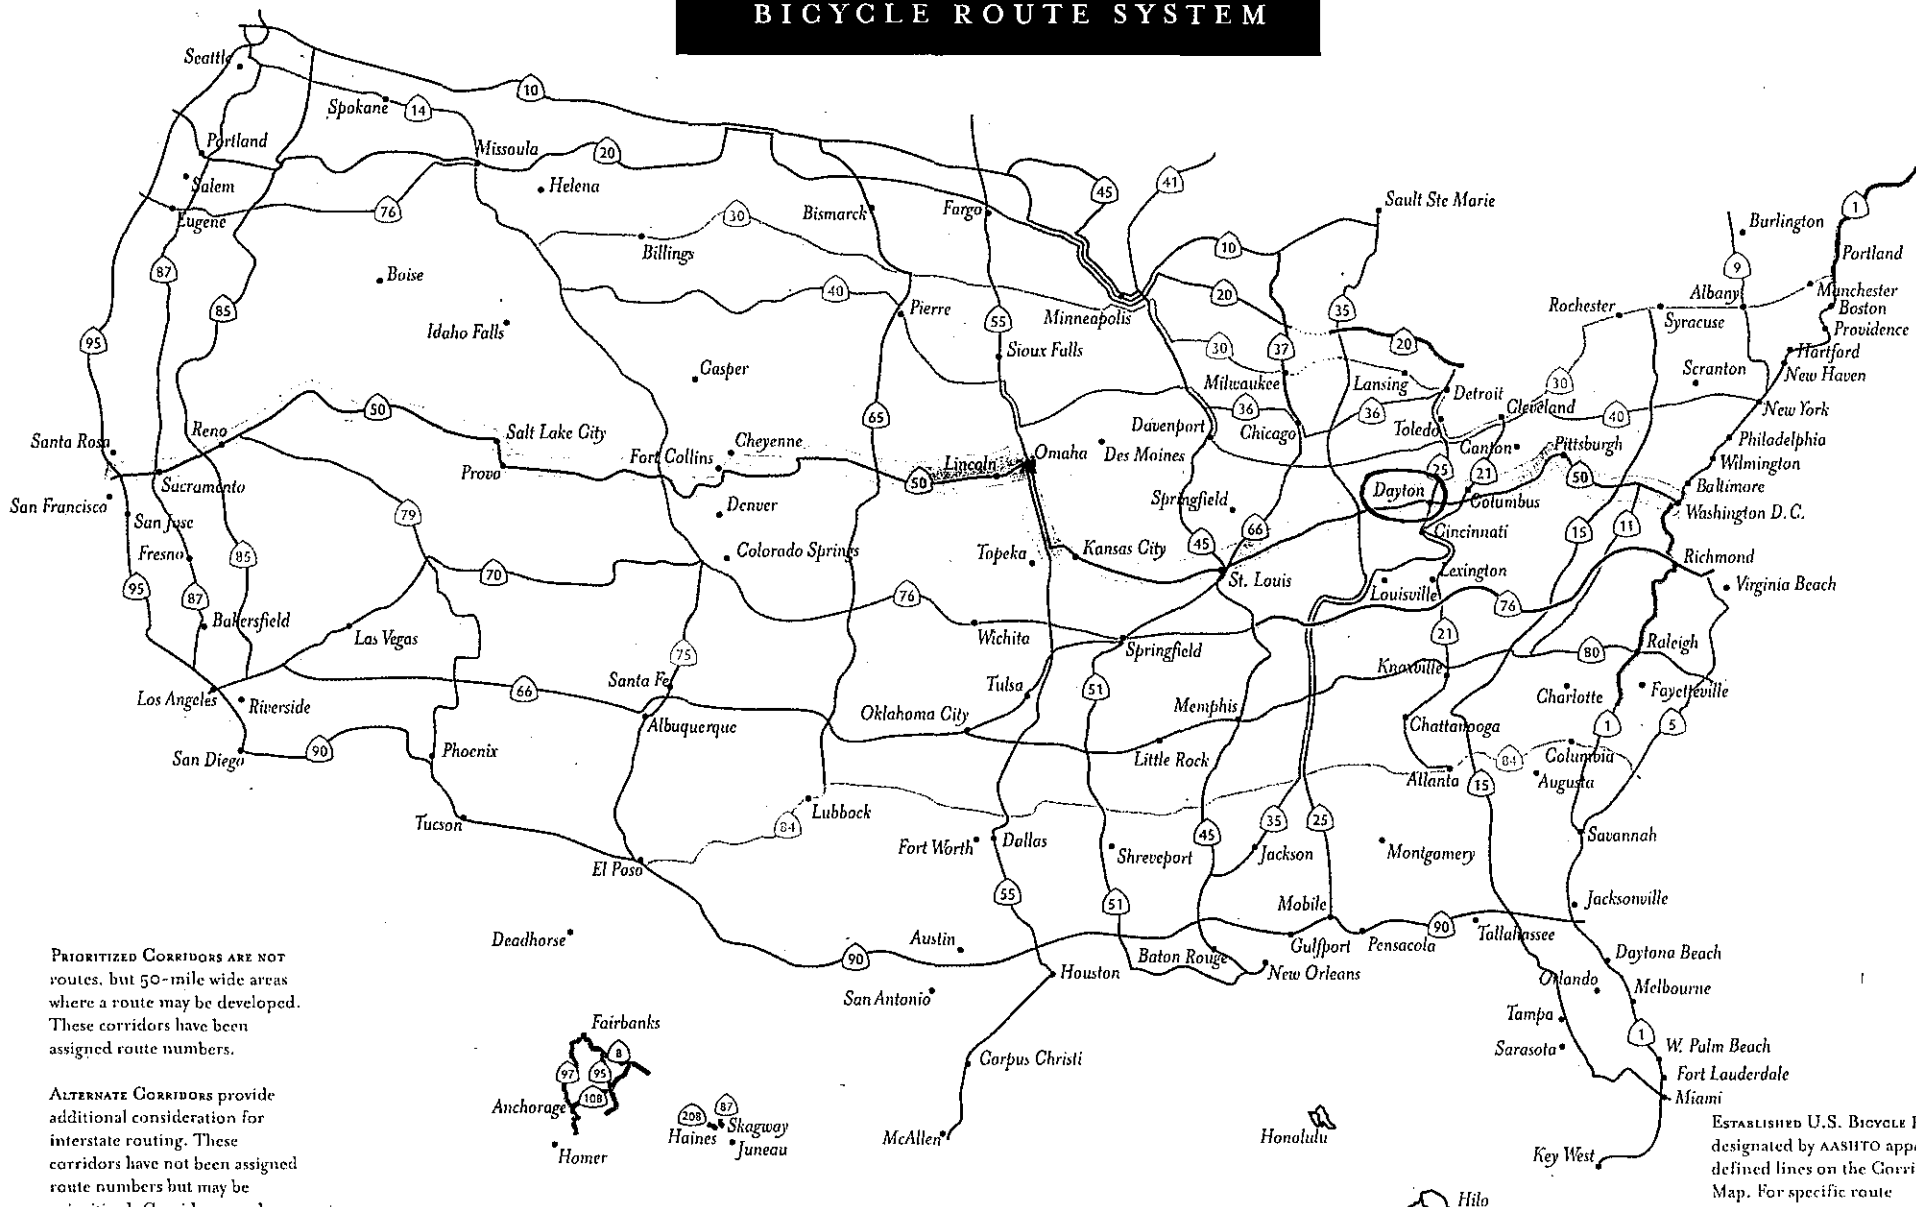 BICYCLE ROUTE SYSTEM
Seattle
10
Spokane
14
Portland
Missoula
20
Salem
Helena
45
41
Eugene
76
30
Bismarck
Fargo
Sault Ste Marie
1
Burlington
Billings
10
Portland
87
Boise
9
40
20
Albany
Manchester
85
Pierre
Minneapolis
35
Rochester
Syracuse
Boston
Idaho Falls
55
Providence
95
Sioux Falls
30
37
20
Hartford
Casper
Milwaukee
Lansing
30
Scranton
New Haven
50
65
36
36
Detroit
Cleveland
40
New York
Santa Rosa
Reno
Salt Lake City
Cheyenne
Davenport
Chicago
Toledo
Philadelphia
Fort Collins
Lincoln
Omaha
Des Moines
Canton
Pittsburgh
Wilmington
Provo
50
25
21
50
Sacramento
Dayton
Columbus
Baltimore
San Francisco
Denver
Springfield
Washington D.C.
San Jose
79
66
Cincinnati
15
11
Fresno
85
Colorado Springs
Topeka
Kansas City
45
Richmond
70
St. Louis
Lexington
Virginia Beach
95
87
76
Louisville
76
Bakersfield
Las Vegas
Wichita
Springfield
21
75
80
Raleigh
66
Santa Fe
Tulsa
51
Knoxville
Los Angeles
Riverside
Charlotte
Fayetteville
Albuquerque
Oklahoma City
Memphis
Chattanooga
1
5
90
Phoenix
San Diego
Little Rock
Columbia
84
Atlanta
Augusta
15
Tucson
Lubbock
84
35
25
Fort Worth
Dallas
45
Savannah
El Paso
Shreveport
Jackson
Montgomery
55
51
Mobile
Jacksonville
90
Deadhorse
Austin
Gulfport
Pensacola
Tallahassee
90
Baton Rouge
Daytona Beach
Houston
New Orleans
Orlando
Melbourne
San Antonio
Tampa
1
Sarasota
W. Palm Beach
Corpus Christi
Fort Lauderdale
Miami
McAllen
Key West
Fairbanks
8
97
95
108
Anchorage
Homer
208
87
Haines
Skagway
Juneau
Honolulu
Hilo
PRIORITIZED CORRIDORS ARE NOT
routes, but 50-mile wide areas
where a route may be developed.
These corridors have been
assigned route numbers.
ALTERNATE CORRIDORS provide
additional consideration for
interstate routing. These
corridors have not been assigned
route numbers but may be
ESTABLISHED U.S. BICYCLE
designated by AASHTO
defined lines on the
Map. For specific route